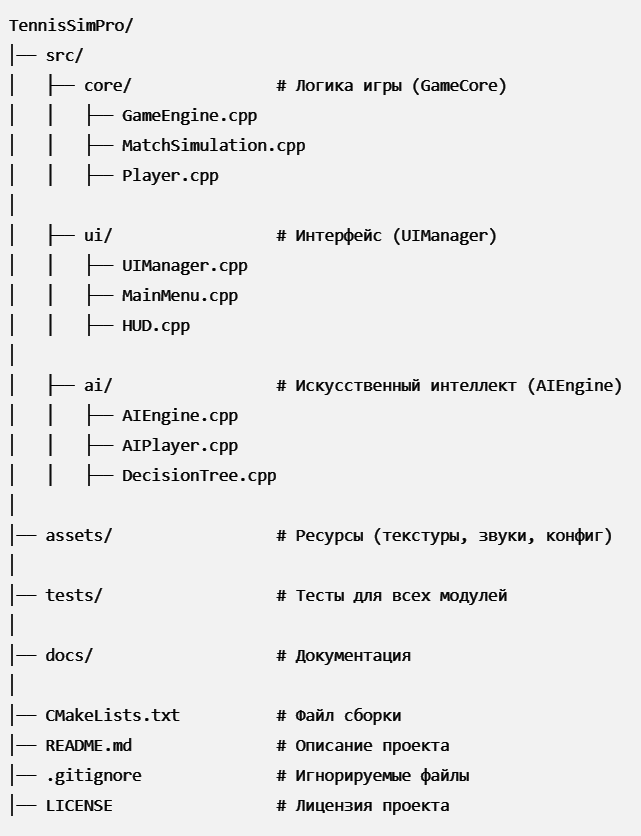 TennisSimPro/
│── src/
│   ├── core/               # Логика игры (GameCore)
│   │   ├── GameEngine.cpp
│   │   ├── MatchSimulation.cpp
│   │   ├── Player.cpp
│
│   ├── ui/                 # Интерфейс (UIManager)
│   │   ├── UIManager.cpp
│   │   ├── MainMenu.cpp
│   │   ├── HUD.cpp
│
│   ├── ai/                 # Искусственный интеллект (AIEngine)
│   │   ├── AIEngine.cpp
│   │   ├── AIPlayer.cpp
│   │   ├── DecisionTree.cpp
│
│── assets/                 # Ресурсы (текстуры, звуки, конфиг)
│
│── tests/                  # Тесты для всех модулей
│
│── docs/                   # Документация
│
│── CMakeLists.txt          # Файл сборки
│── README.md               # Описание проекта
│── .gitignore              # Игнорируемые файлы
│── LICENSE                 # Лицензия проекта